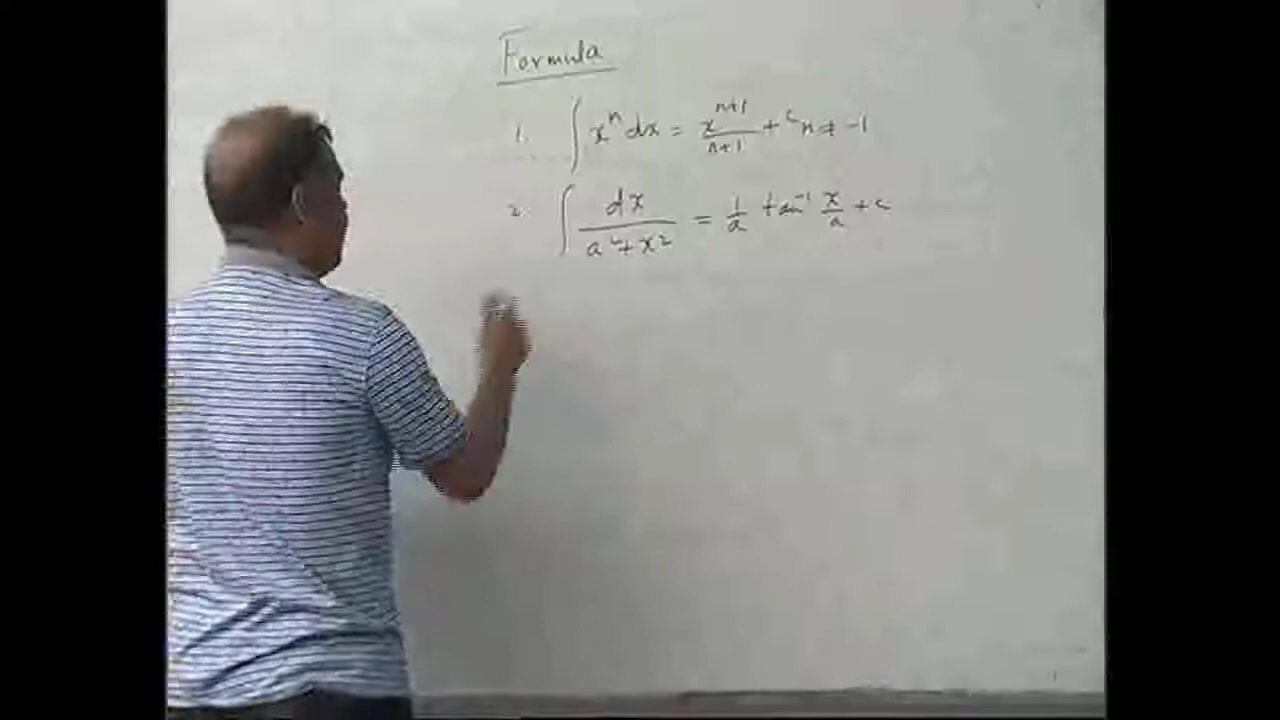 Formula
1. ∫ xⁿ dx = xⁿ⁺¹/n+1 + c n ≠ -1
2. ∫ dx/a²+x² = 1/a tan⁻¹ x/a + c